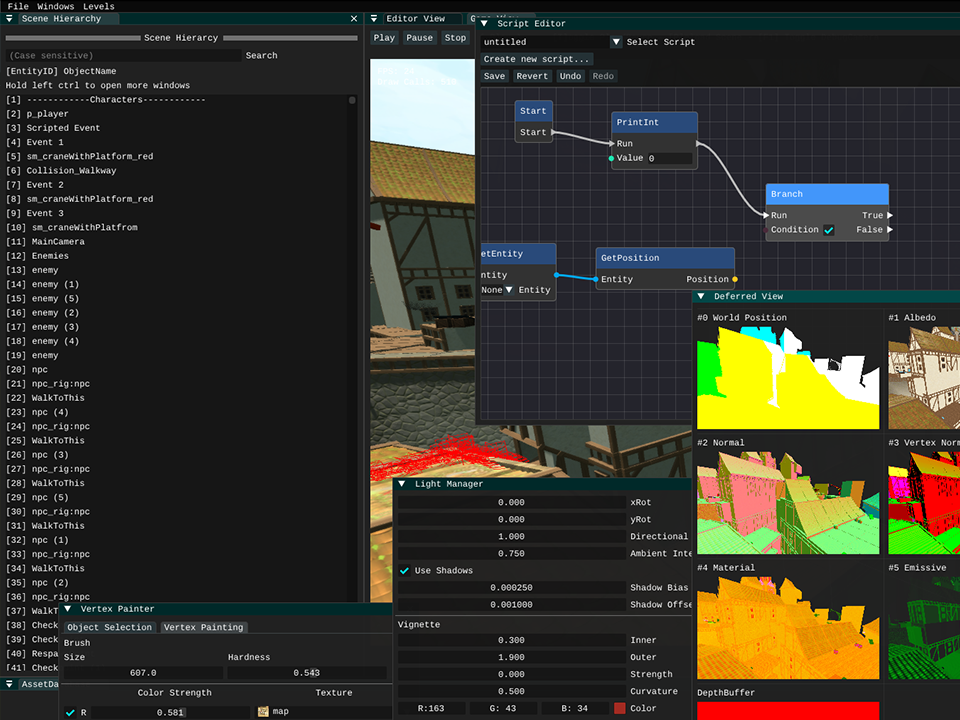 File Windows Levels
Scene Hierarchy
Scene Hierarcy
(Case sensitive) Search
[EntityID] ObjectName
Hold left ctrl to open more windows
[1] ------------Characters------------
[2] p_player
[3] Scripted Event
[4] Event 1
[5] sm_craneWithPlatform_red
[6] Collision_Walkway
[7] Event 2
[8] sm_craneWithPlatform_red
[9] Event 3
[10] sm_craneWithPlatfrom
[11] MainCamera
[12] Enemies
[13] enemy
[14] enemy (1)
[15] enemy (5)
[16] enemy (2)
[17] enemy (3)
[18] enemy (4)
[19] enemy
[20] npc
[21] npc_rig:npc
[22] WalkToThis
[23] npc (4)
[24] npc_rig:npc
[25] WalkToThis
[26] npc (3)
[27] npc_rig:npc
[28] WalkToThis
[29] npc (5)
[30] npc_rig:npc
[31] WalkToThis
[32] npc (1)
[33] npc_rig:npc
[34] WalkToThis
[35] npc (2)
[36] npc_rig:npc
[37] WalkT
[38] Check
[39] Check
[40] Respa
[41] Check
AssetDa
Vertex Painter
Object Selection Vertex Painting
Brush
Size Hardness
607.0 0.543
Color Strength Texture
R 0.581 map
Editor View
Play Pause Stop
Script Editor
untitled Select Script
Create new script...
Save Revert Undo Redo
Start
Start
PrintInt
Run
Value 0
Branch
Run True
Condition False
etEntity
ntity
None Entity
GetPosition
Entity Position
Light Manager
0.000 xRot
0.000 yRot
1.000 Directional
0.750 Ambient Inte
Use Shadows
0.000250 Shadow Bias
0.001000 Shadow Offse
Vignette
0.300 Inner
1.900 Outer
0.000 Strength
0.500 Curvature
R:163 G: 43 B: 34 Color
Deferred View
#0 World Position #1 Albedo
#2 Normal #3 Vertex Norm
#4 Material #5 Emissive
DepthBuffer